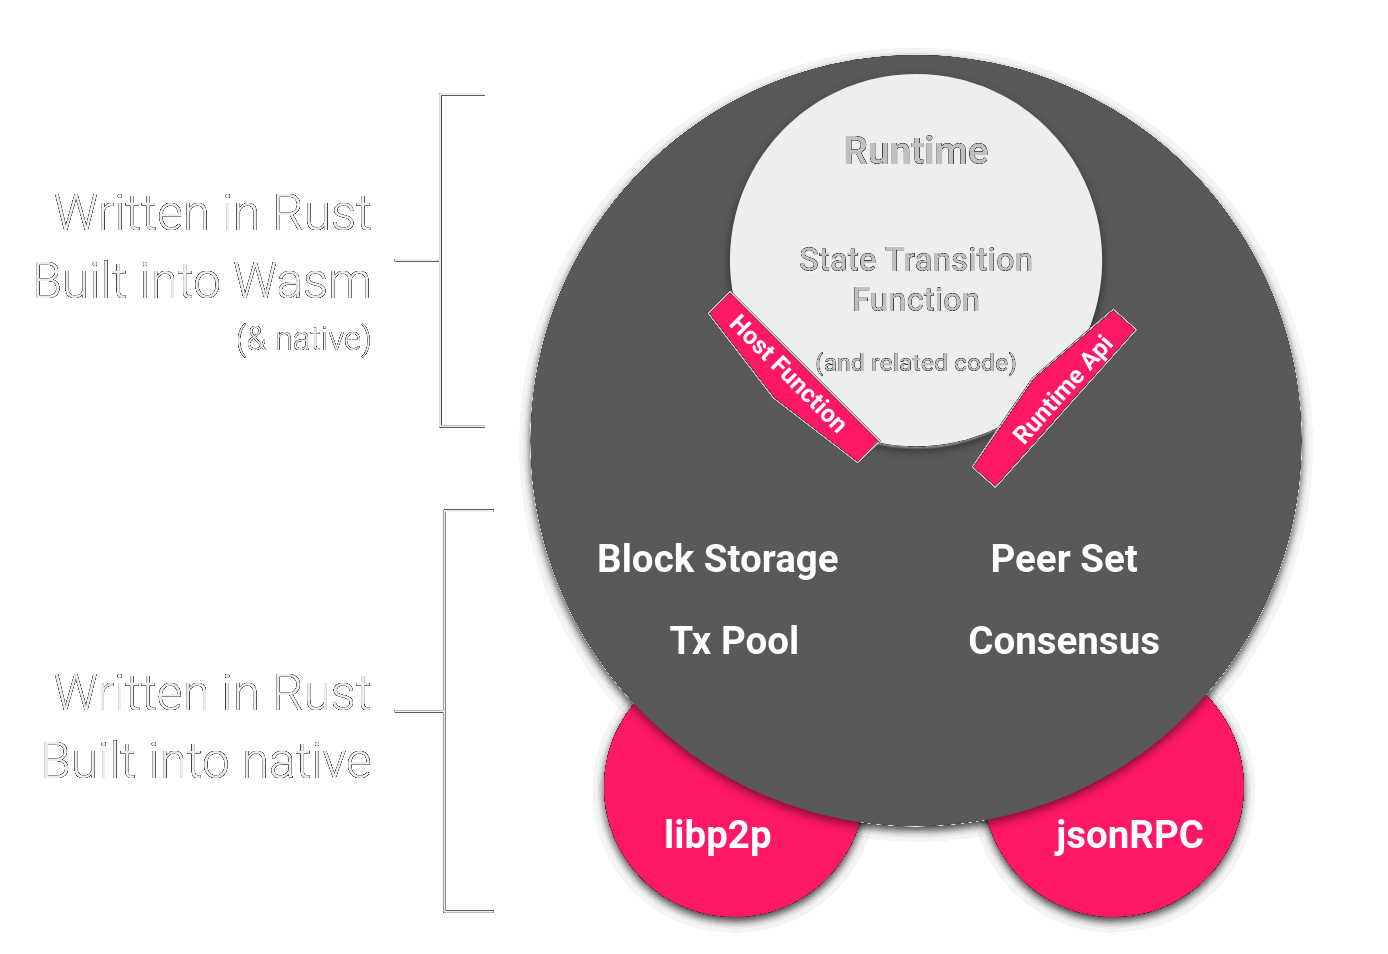 Written in Rust
Built into Wasm
(& native)
Runtime
State Transition
Function
(and related code)
Host Function
Runtime Api
Written in Rust
Built into native
Block Storage
Peer Set
Tx Pool
Consensus
libp2p
jsonRPC